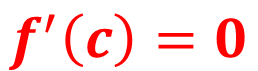 f′(c) = 0